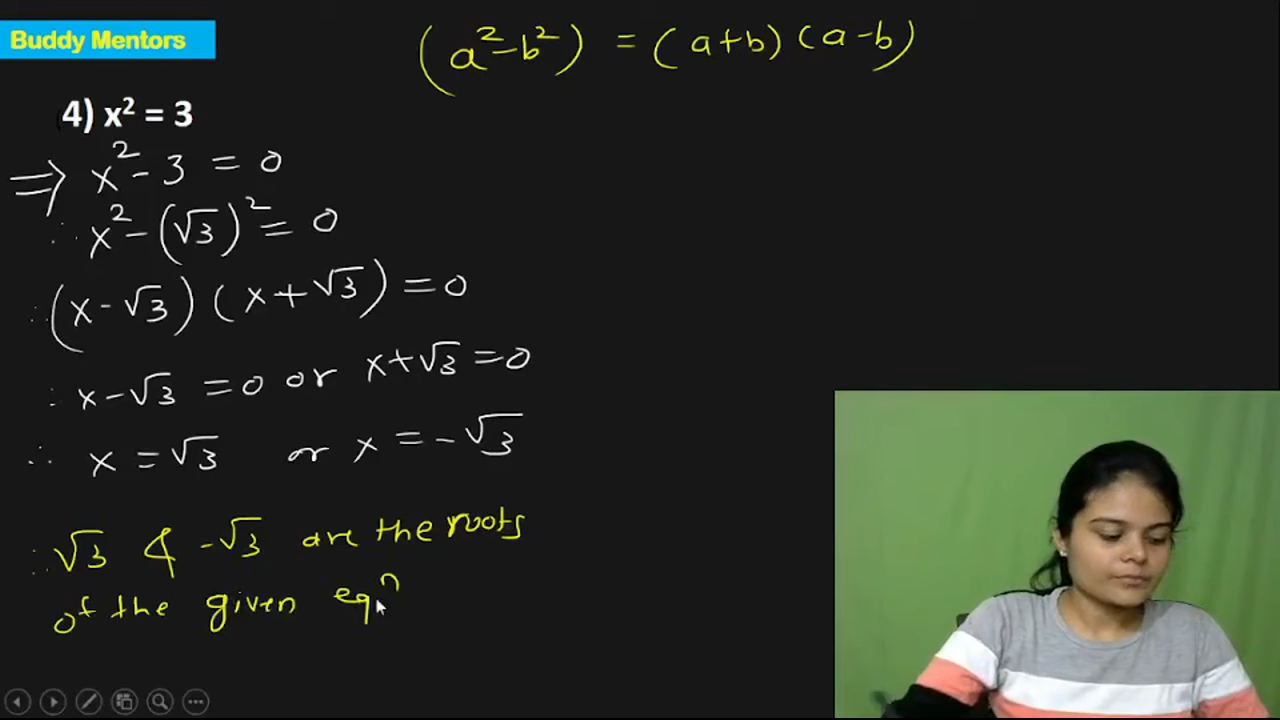 Buddy Mentors
(a²-b²) = (a+b) (a-b)
4) x² = 3
⇒ x² - 3 = 0
∴ x² - (√3)² = 0
∴ (x-√3) (x+√3) = 0
∴ x-√3 = 0 or x+√3 = 0
∴ x = √3 or x = -√3
∴ √3 & -√3 are the roots
of the given eqⁿ